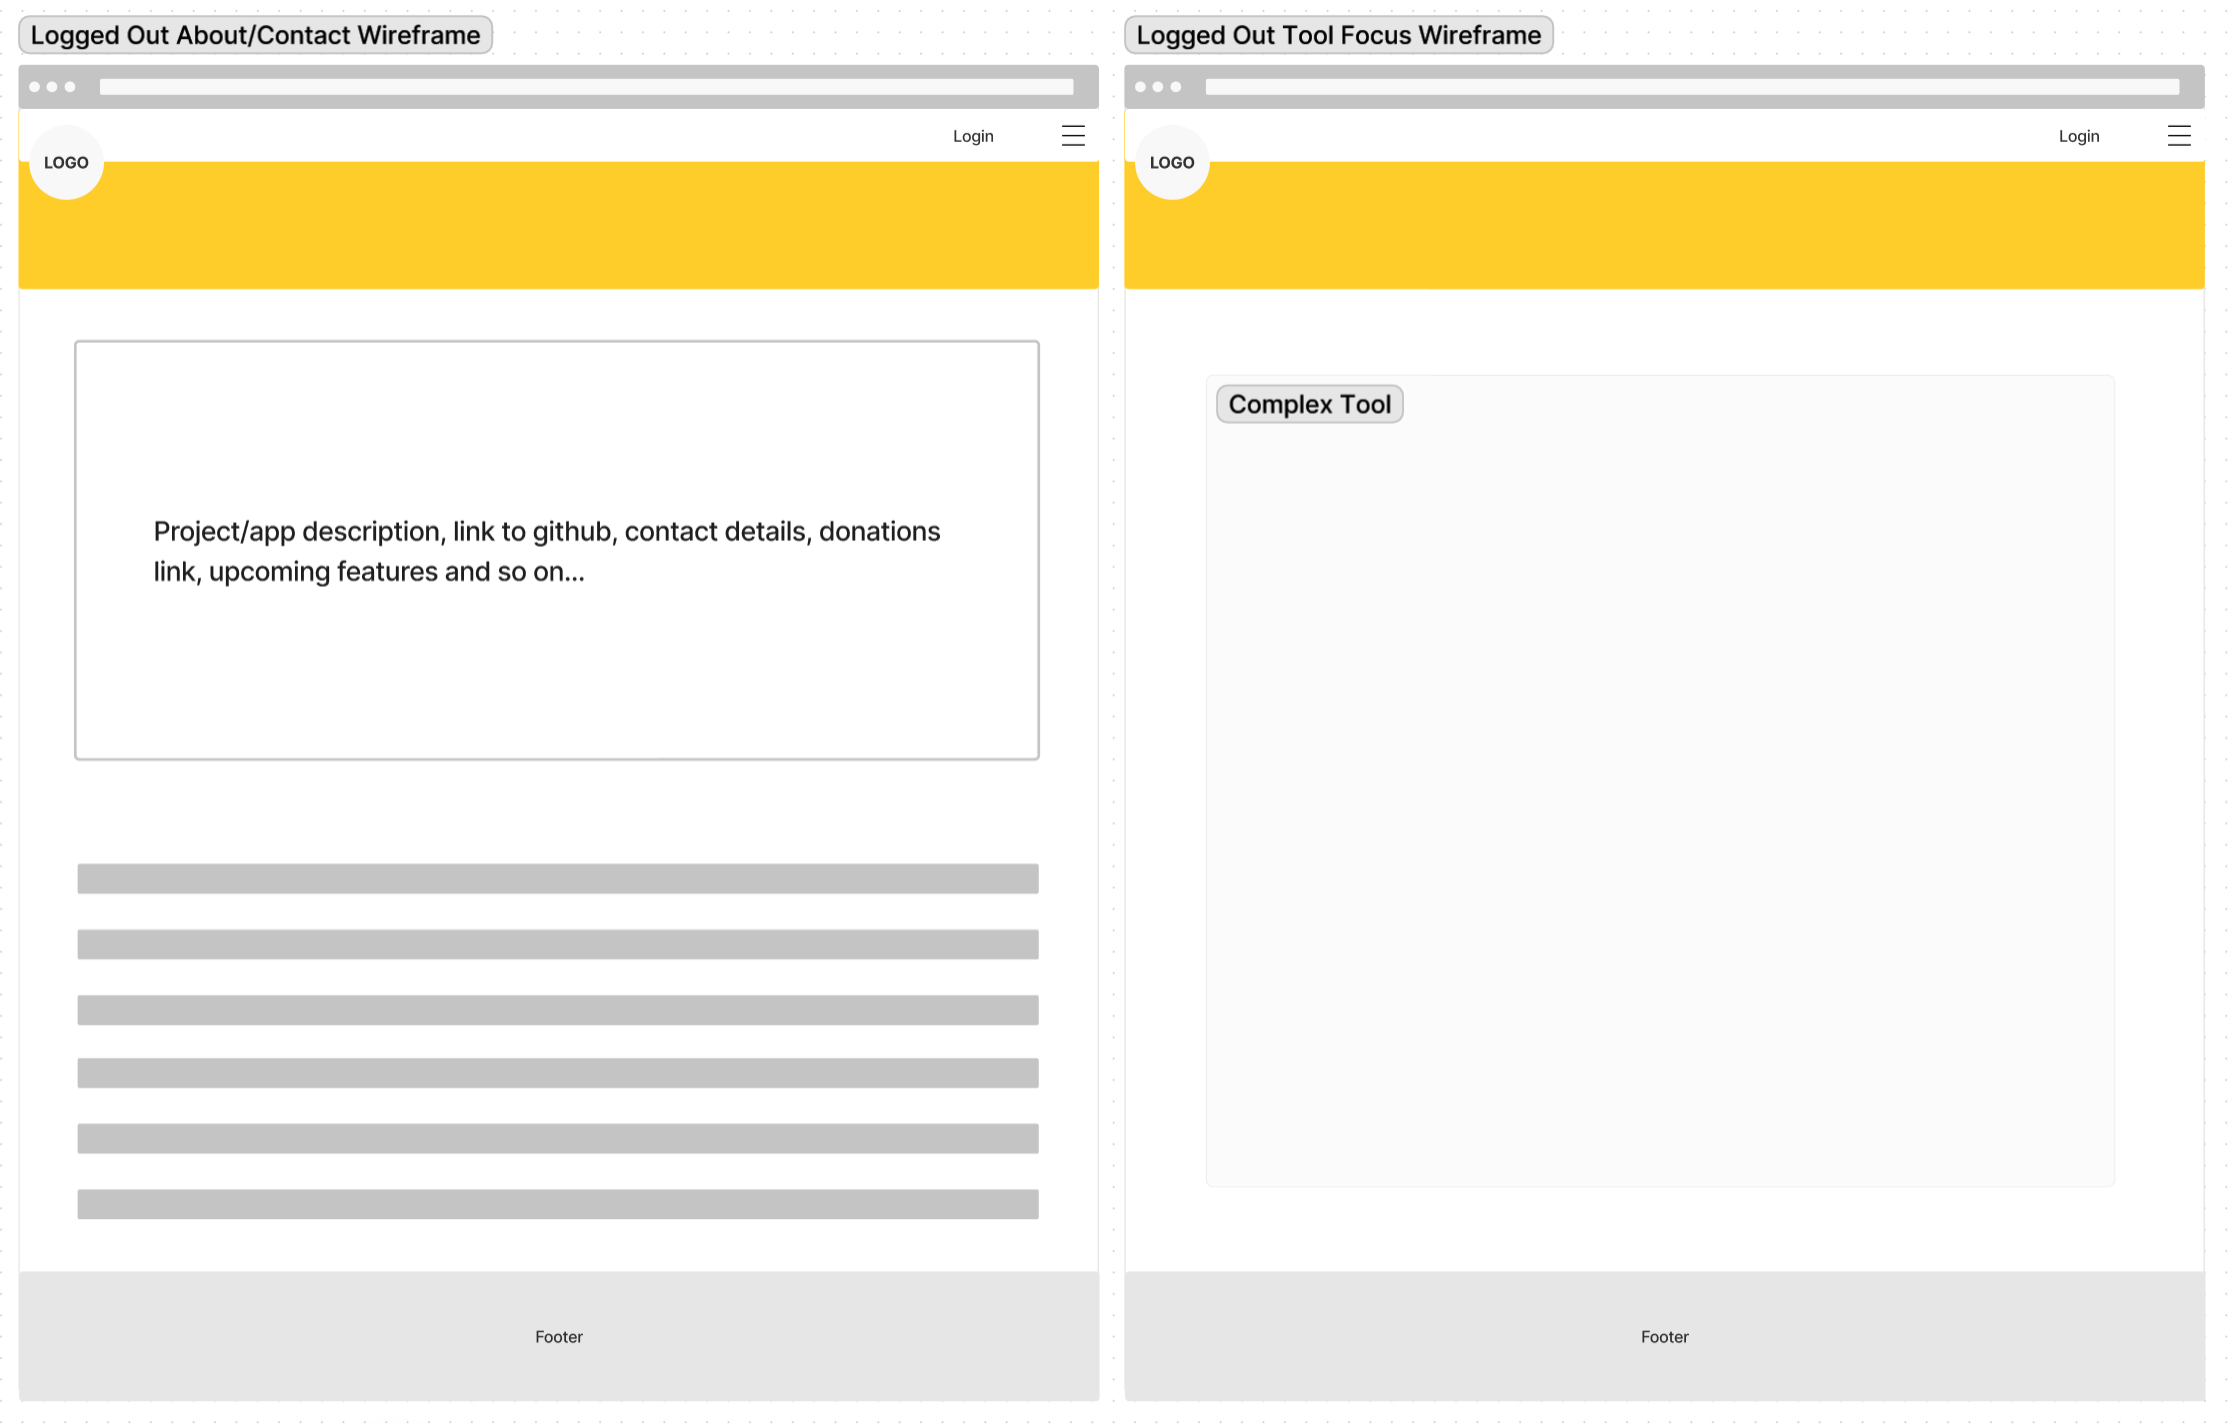 Logged Out About/Contact Wireframe
Login
LOGO
Project/app description, link to github, contact details, donations
link, upcoming features and so on...
Footer
Logged Out Tool Focus Wireframe
Login
LOGO
Complex Tool
Footer